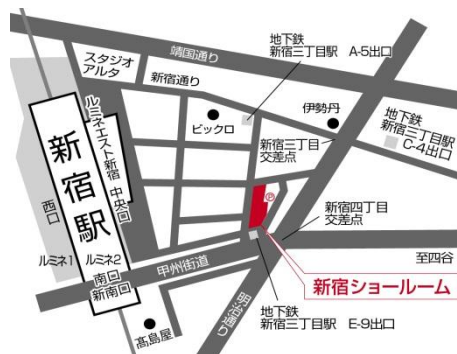 靖国通り
地下鉄
新宿三丁目駅 A-5出口
スタジオ
アルタ
新宿通り
ビックロ
伊勢丹
地下鉄
新宿三丁目駅
C-4出口
新宿三丁目
交差点
ルミネエスト新宿
中央口
新宿駅
西口
P
新宿四丁目
交差点
ルミネ1
ルミネ2
甲州街道
至四谷
南口
新南口
新宿ショールーム
明治通り
地下鉄
新宿三丁目駅 E-9出口
髙島屋